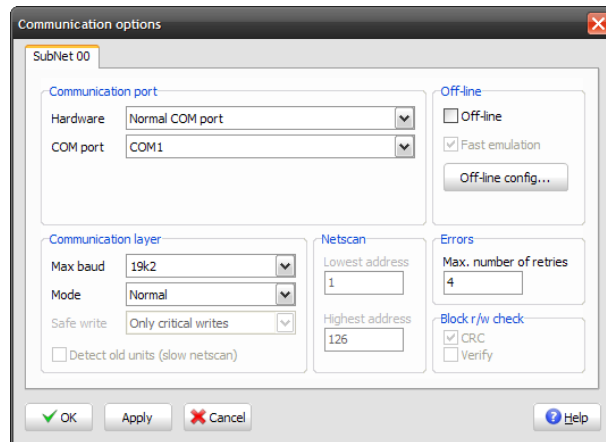 Communication options
SubNet 00
Communication port
Hardware Normal COM port
COM port COM1
Off-line
Off-line
Fast emulation
Off-line config...
Communication layer
Max baud 19k2
Mode Normal
Safe write Only critical writes
Detect old units (slow netscan)
Netscan
Lowest address
1
Highest address
126
Errors
Max. number of retries
4
Block r/w check
CRC
Verify
OK Apply Cancel Help